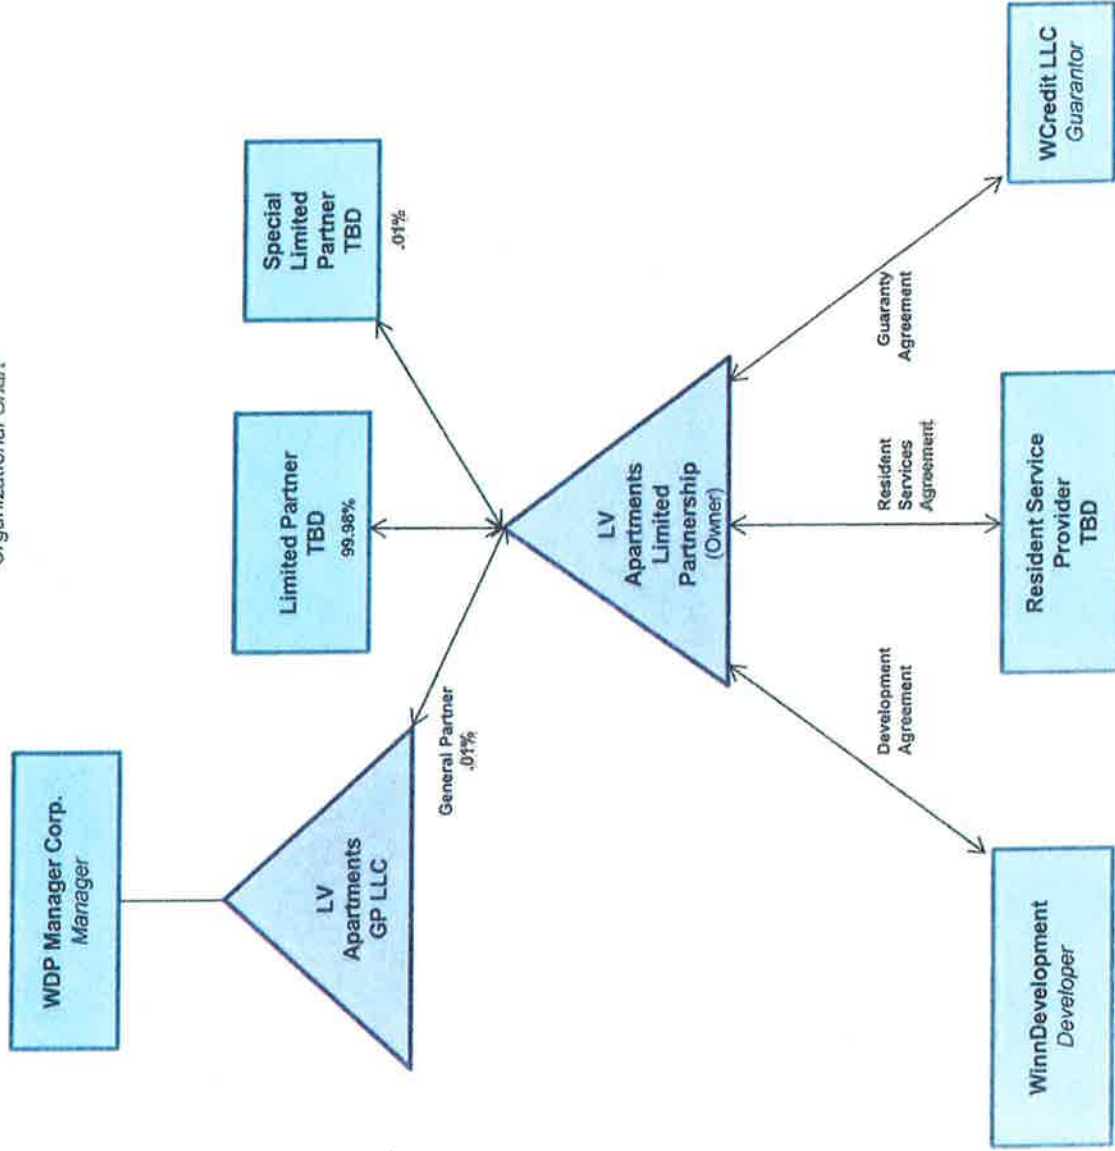 Organizational Chart
WDP Manager Corp.
Manager
LV
Apartments
GP LLC
General Partner
.01%
Limited Partner
TBD
99.98%
Special
Limited
Partner
TBD
.01%
LV
Apartments
Limited
Partnership
(Owner)
Development
Agreement
Resident
Services
Agreement
Guaranty
Agreement
WinnDevelopment
Developer
Resident Service
Provider
TBD
WCredit LLC
Guarantor